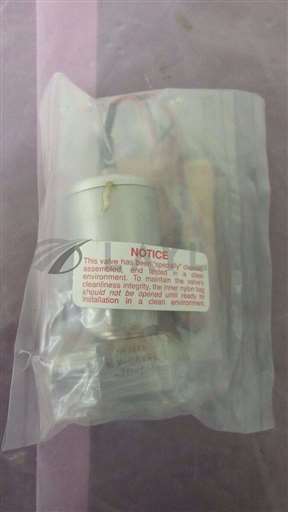 NOTICE
This valve has been "specially" cleaned,
assembled, and tested in a clean
environment. To maintain the valve's
cleanliness integrity, the inner nylon bag
should not be opened until ready for
installation in a clean environment.